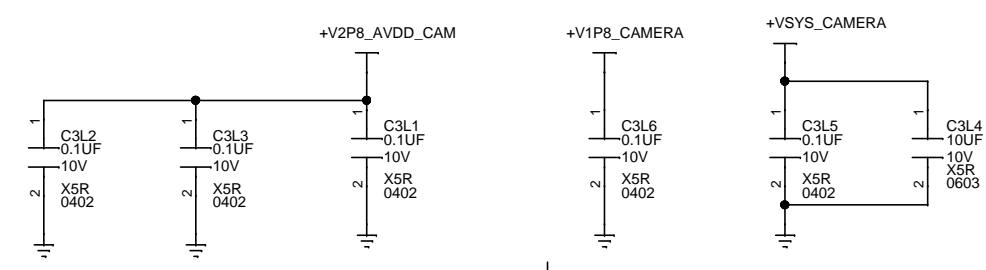 +V2P8_AVDD_CAM
+V1P8_CAMERA
+VSYS_CAMERA
1
C3L2
0.1UF
10V
2
X5R
0402
1
C3L3
0.1UF
10V
2
X5R
0402
1
C3L1
0.1UF
10V
2
X5R
0402
1
C3L6
0.1UF
10V
2
X5R
0402
1
C3L5
0.1UF
10V
2
X5R
0402
1
C3L4
10UF
10V
2
X5R
0603